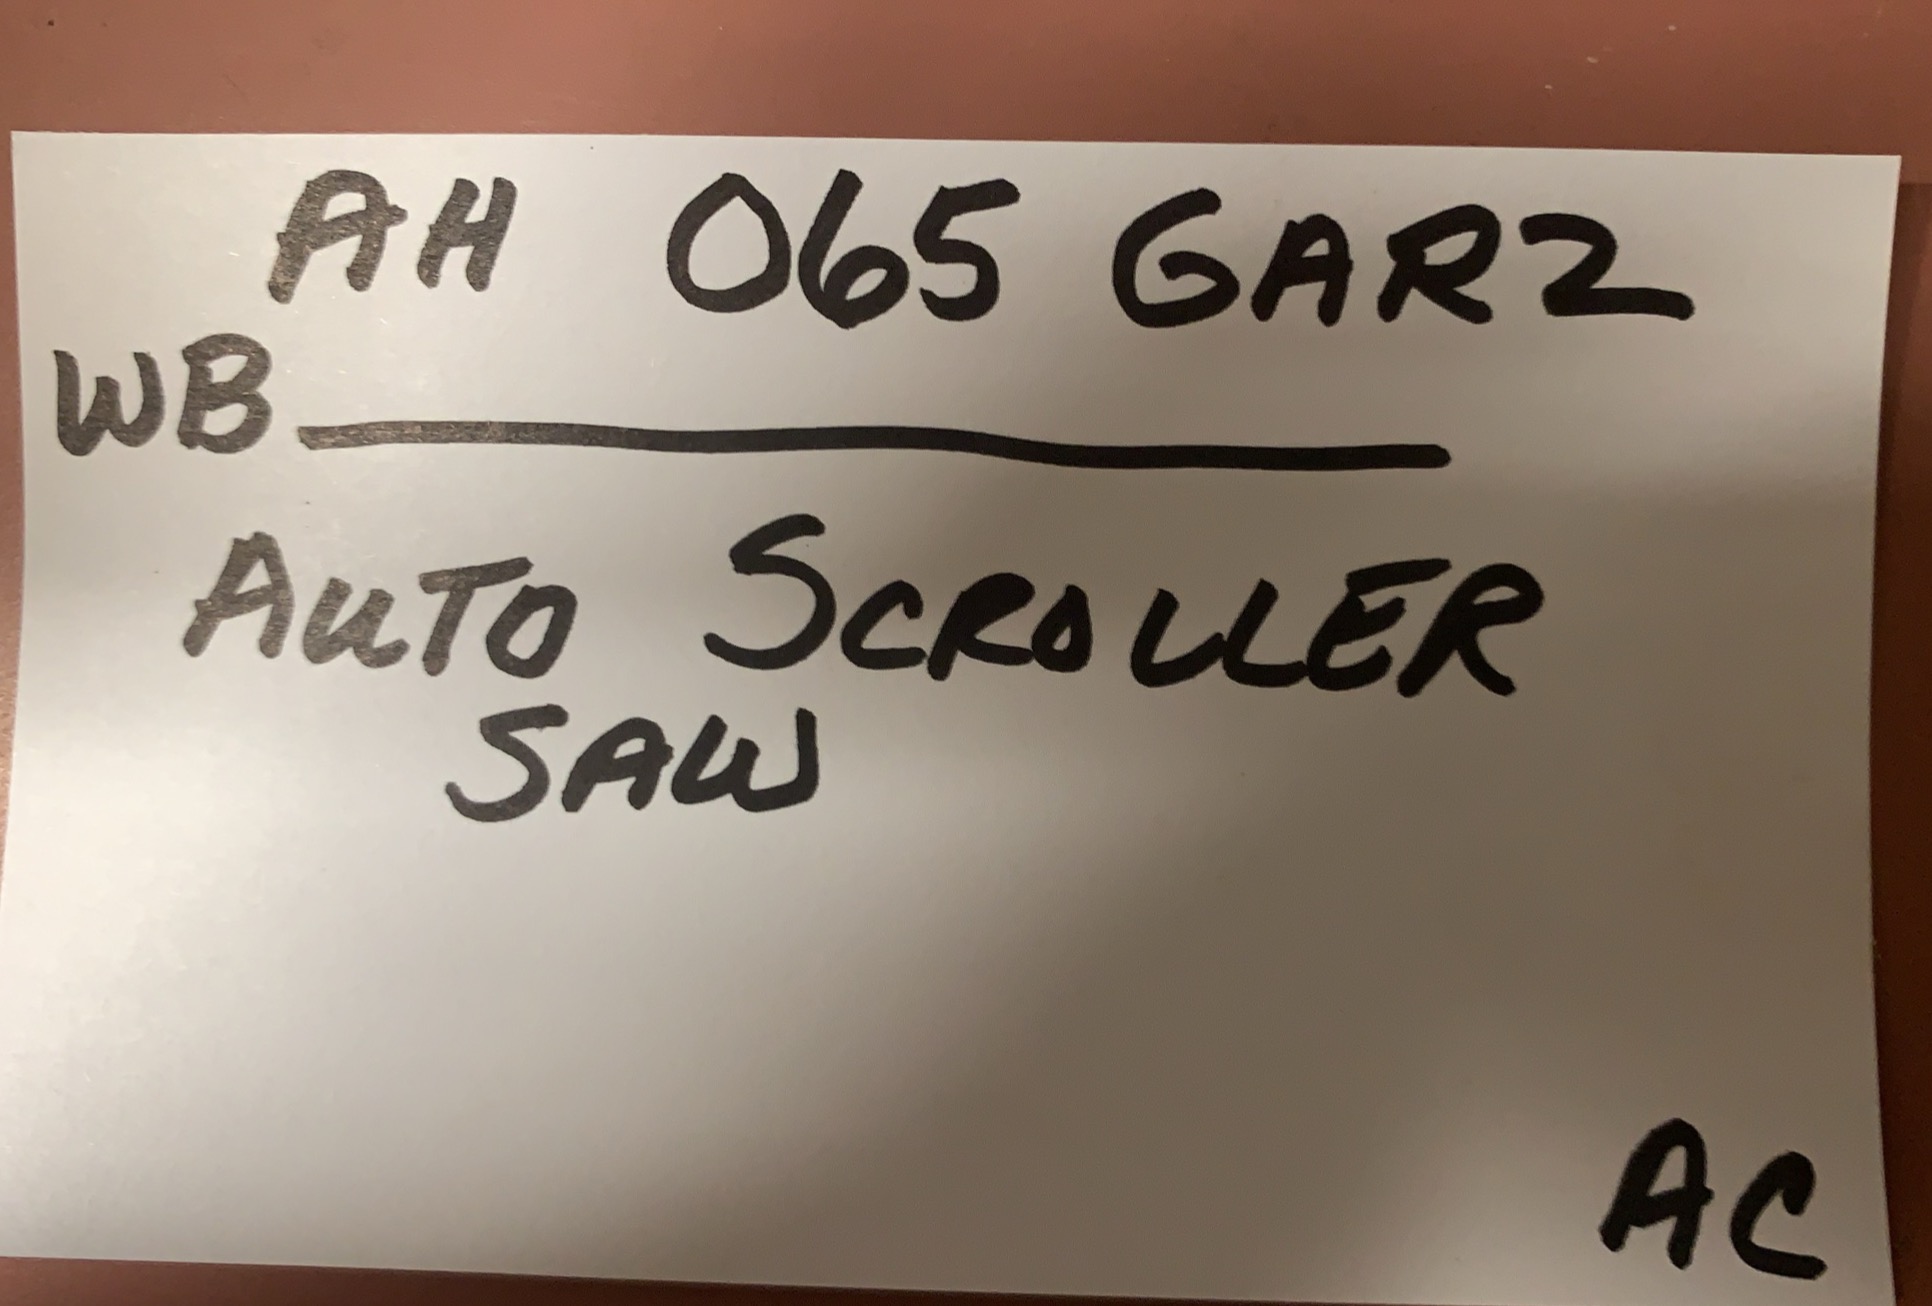 AH 065 GAR2
WB
AUTO SCROLLER
SAW
AC